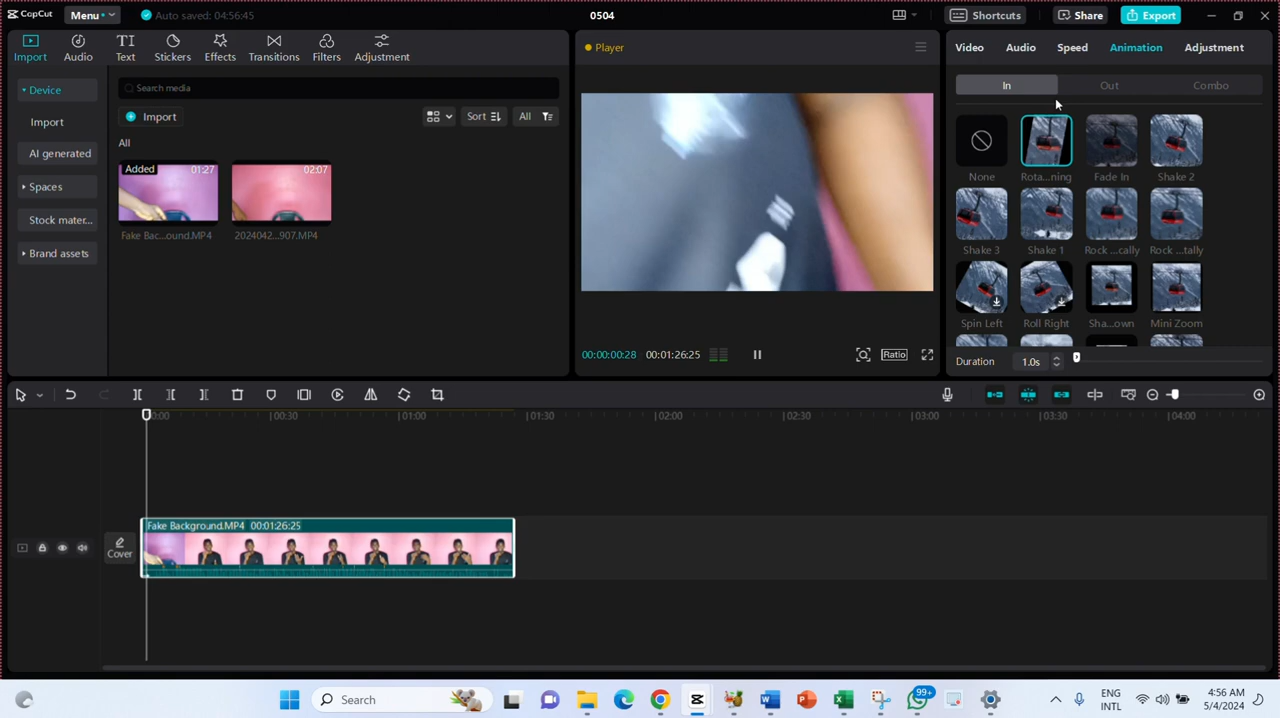 CapCut Menu Auto saved: 04:56:45 0504 Shortcuts Share Export
Import Audio Text Stickers Effects Transitions Filters Adjustment
Device
Import
AI generated
Spaces
Stock mater...
Brand assets
Search media
Import Sort All
All
Added 01:27 02:07
Fake Bac...ound.MP4 2024042...907.MP4
Player
00:00:00:28 00:01:26:25 Ratio
Video Audio Speed Animation Adjustment
In Out Combo
None Rota...ning Fade In Shake 2
Shake 3 Shake 1 Rock ...cally Rock ...tally
Spin Left Roll Right Sha...own Mini Zoom
Duration 1.0s
00:00 00:30 01:00 01:30 02:00 02:30 03:00 03:30 04:00
Fake Background.MP4 00:01:26:25
Cover
Search 99+ ENG INTL 4:56 AM 5/4/2024